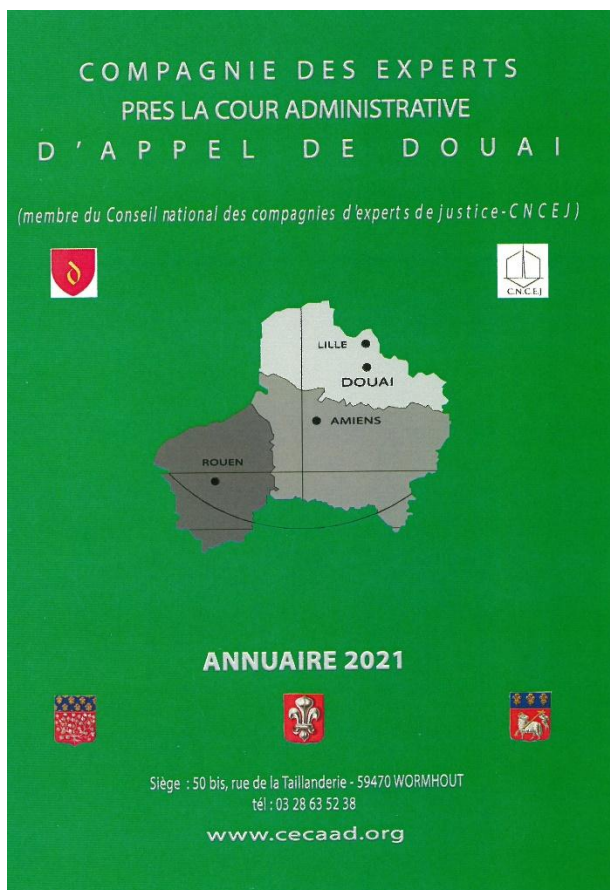 COMPAGNIE DES EXPERTS
PRES LA COUR ADMINISTRATIVE
D'APPEL DE DOUAI
(membre du Conseil national des compagnies d'experts de justice-CNCEJ)
C.N.C.E.J
LILLE
DOUAI
AMIENS
ROUEN
ANNUAIRE 2021
Siège : 50 bis, rue de la Taillanderie - 59470 WORMHOUT
tél : 03 28 63 52 38
www.cecaad.org